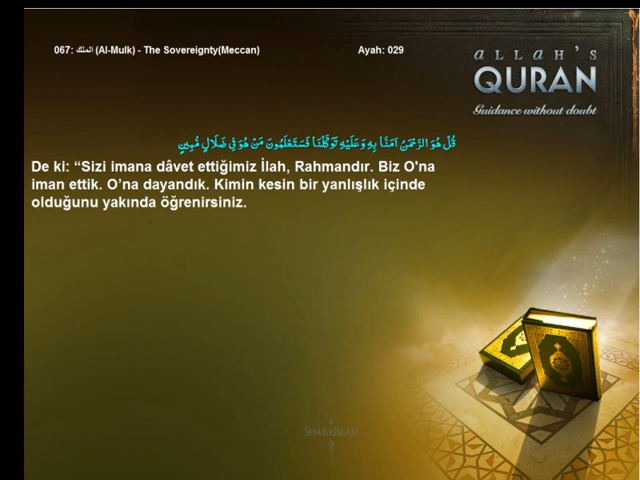 067: الملك (Al-Mulk) - The Sovereignty(Meccan) Ayah: 029
ALLAH'S
QURAN
Guidance without doubt
قُلْ هُوَ الرَّحْمَنُ آمَنَّا بِهِ وَعَلَيْهِ تَوَكَّلْنَا فَسَتَعْلَمُونَ مَنْ هُوَ فِي ضَلَالٍ مُّبِينٍ
De ki: “Sizi imana dâvet ettiğimiz İlah, Rahmandır. Biz O'na
iman ettik. O’na dayandık. Kimin kesin bir yanlışlık içinde
olduğunu yakında öğrenirsiniz.
SHAREISLAM